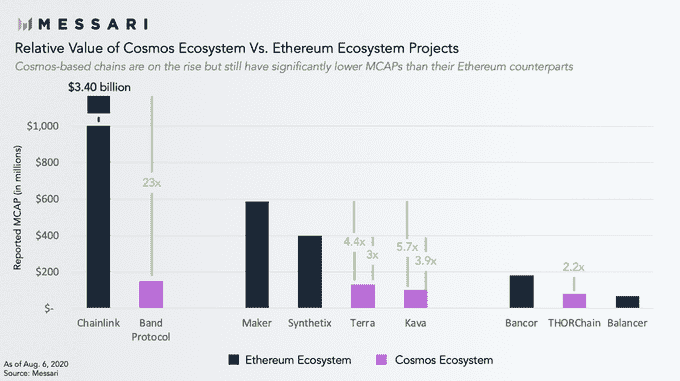 MESSARI
Relative Value of Cosmos Ecosystem Vs. Ethereum Ecosystem Projects
Cosmos-based chains are on the rise but still have significantly lower MCAPs than their Ethereum counterparts
$3.40 billion
Reported MCAP (in millions)
$1,000
$800
$600
$400
$200
$-
23x
4.4x
3x
5.7x
3.9x
2.2x
Chainlink
Band
Protocol
Maker
Synthetix
Terra
Kava
Bancor
THORChain
Balancer
Ethereum Ecosystem
Cosmos Ecosystem
As of Aug. 6, 2020
Source: Messari